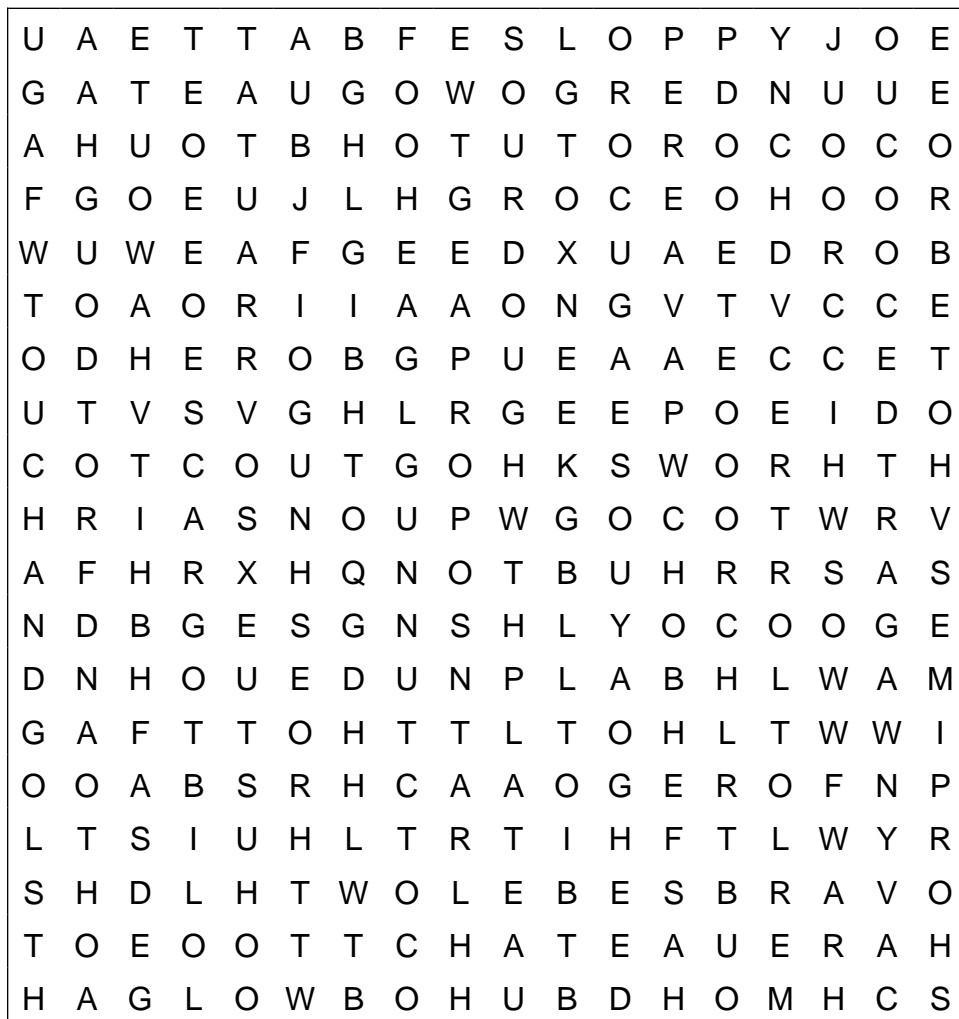 U A E T T A B F E S L O P P Y J O E
G A T E A U G O W O G R E D N U U E
A H U O T B H O T U T O R O C O C O
F G O E U J L H G R O C E O H O O R
W U W E A F G E E D X U A E D R O B
T O A O R I I A A O N G V T V C C E
O D H E R O B G P U E A A E C C E T
U T V S V G H L R G E E P O E I D O
C O T C O U T G O H K S W O R H T H
H R I A S N O U P W G O C O T W R V
A F H R X H Q N O T B U H R R S A S
N D B G E S G N S H L Y O C O O G E
D N H O U E D U N P L A B H L W A M
G A F T T O H T T L T O H L T W W I
O O A B S R H C A A O G E R O F N P
L T S I U H L T R T I H F T L W Y R
S H D L H T W O L E B E S B R A V O
T O E O O T T C H A T E A U E R A H
H A G L O W B O H U B D H O M H C S